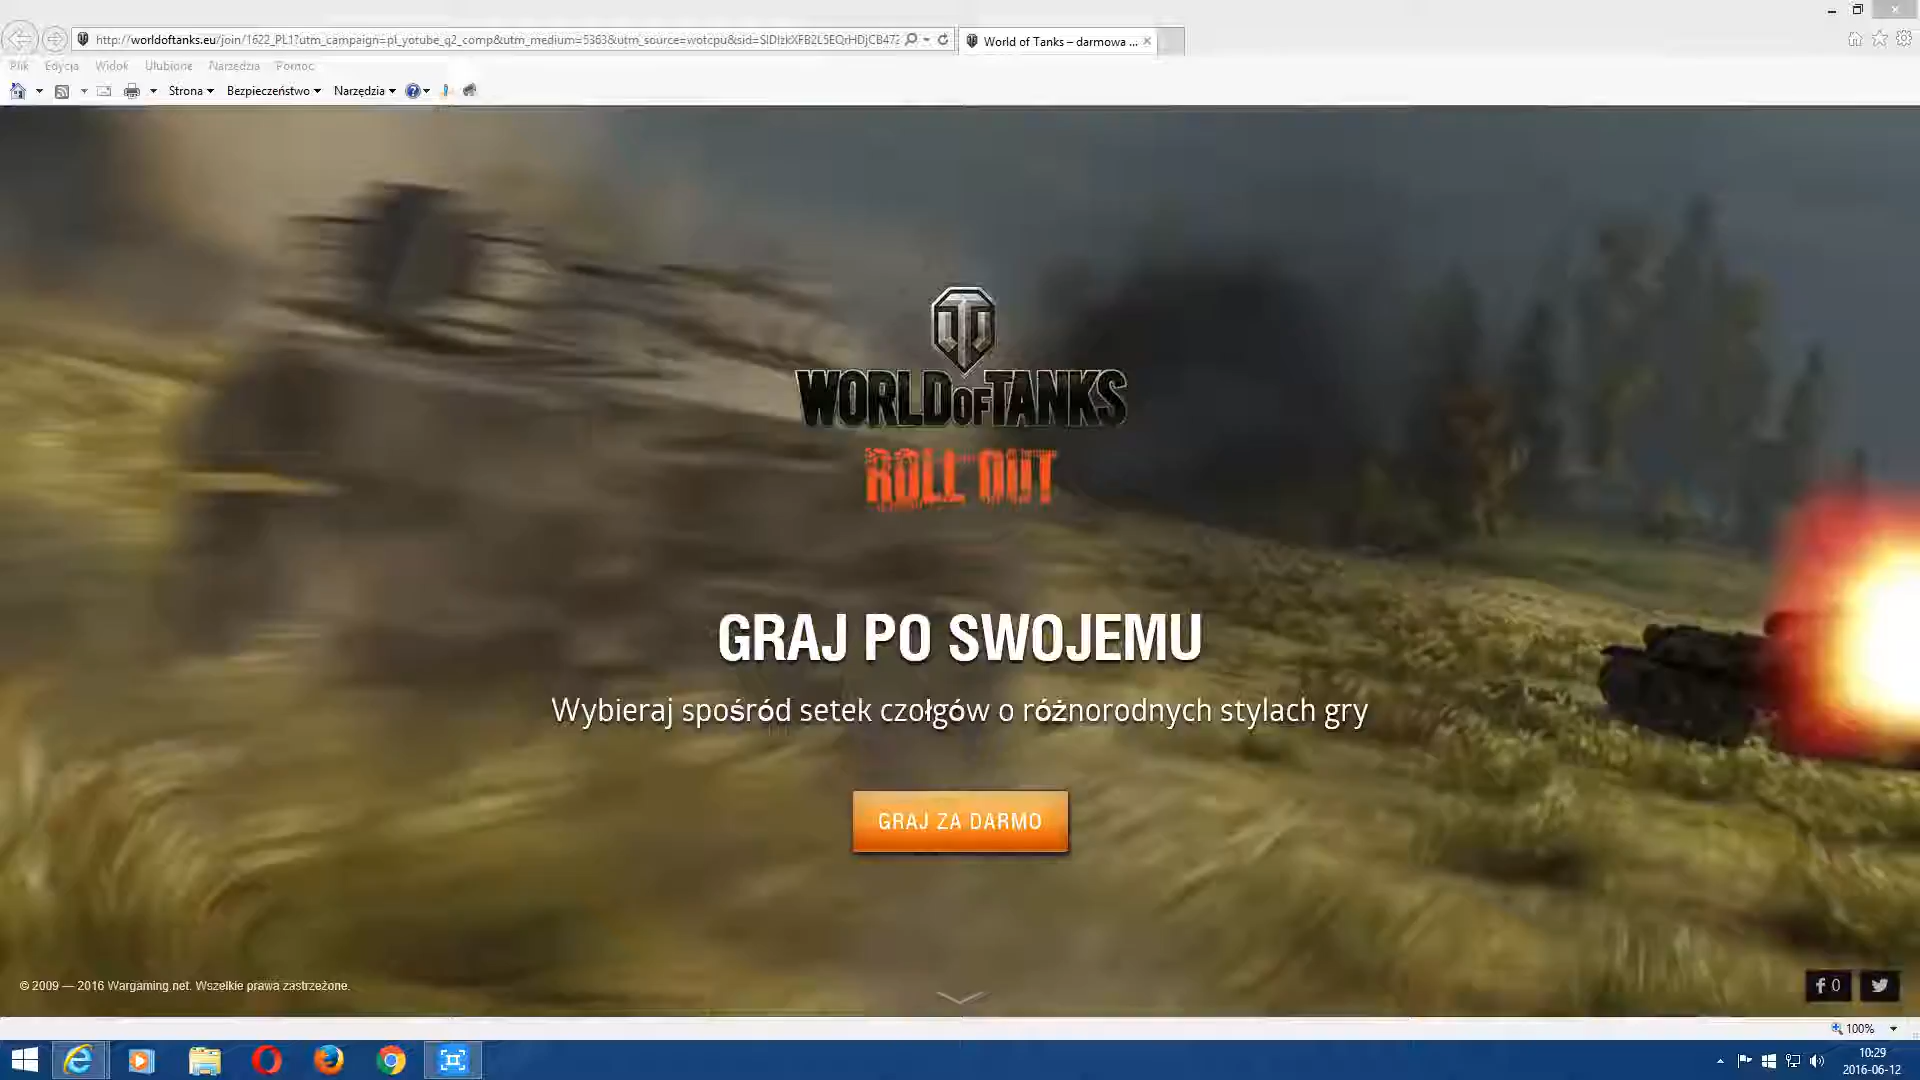 http://worldoftanks.eu/join/1622_PL1?utm_campaign=pl_yotube_q2_comp&utm_medium=5363&utm_source=wotcpu&sid=
World of Tanks – darmowa ...
Plik Edycja Widok Ulubione Narzędzia Pomoc
Strona Bezpieczeństwo Narzędzia
WORLD OF TANKS
ROLL OUT
GRAJ PO SWOJEMU
Wybieraj spośród setek czołgów o różnorodnych stylach gry
GRAJ ZA DARMO
© 2009 — 2016 Wargaming.net. Wszelkie prawa zastrzeżone.
f 0
100%
10:29
2016-06-12